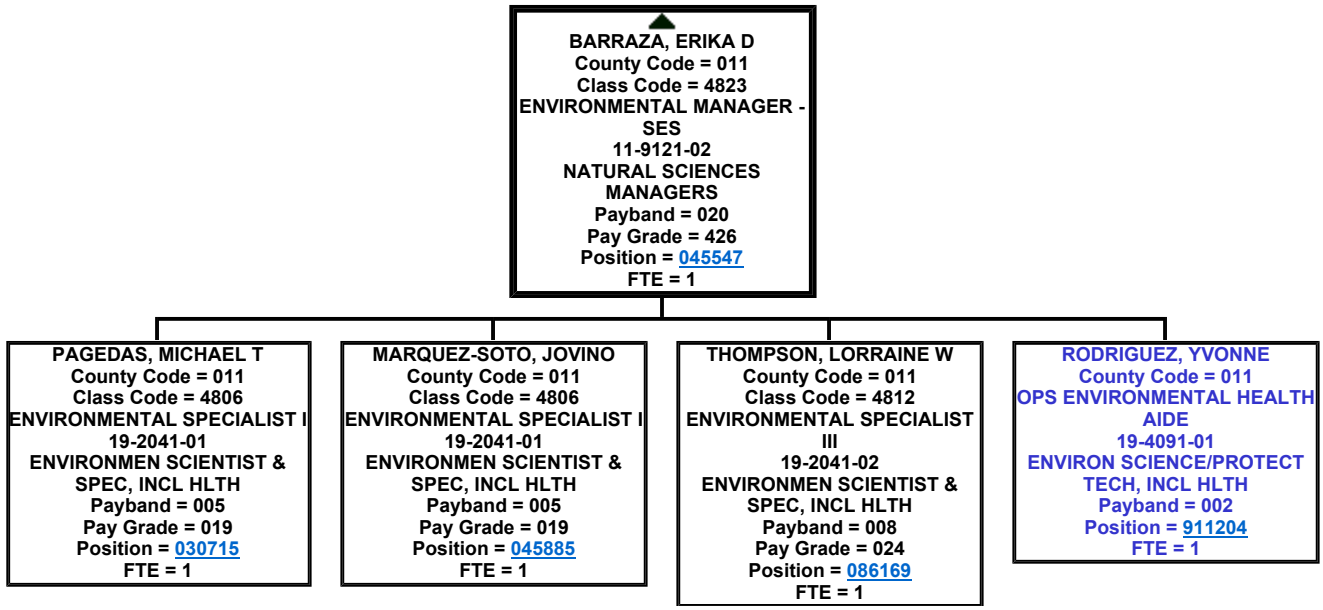 BARRAZA, ERIKA D
County Code = 011
Class Code = 4823
ENVIRONMENTAL MANAGER -
SES
11-9121-02
NATURAL SCIENCES
MANAGERS
Payband = 020
Pay Grade = 426
Position = 045547
FTE = 1
PAGEDAS, MICHAEL T
County Code = 011
Class Code = 4806
ENVIRONMENTAL SPECIALIST I
19-2041-01
ENVIRONMEN SCIENTIST &
SPEC, INCL HLTH
Payband = 005
Pay Grade = 019
Position = 030715
FTE = 1
MARQUEZ-SOTO, JOVINO
County Code = 011
Class Code = 4806
ENVIRONMENTAL SPECIALIST I
19-2041-01
ENVIRONMEN SCIENTIST &
SPEC, INCL HLTH
Payband = 005
Pay Grade = 019
Position = 045885
FTE = 1
THOMPSON, LORRAINE W
County Code = 011
Class Code = 4812
ENVIRONMENTAL SPECIALIST
III
19-2041-02
ENVIRONMEN SCIENTIST &
SPEC, INCL HLTH
Payband = 008
Pay Grade = 024
Position = 086169
FTE = 1
RODRIGUEZ, YVONNE
County Code = 011
OPS ENVIRONMENTAL HEALTH
AIDE
19-4091-01
ENVIRON SCIENCE/PROTECT
TECH, INCL HLTH
Payband = 002
Position = 911204
FTE = 1